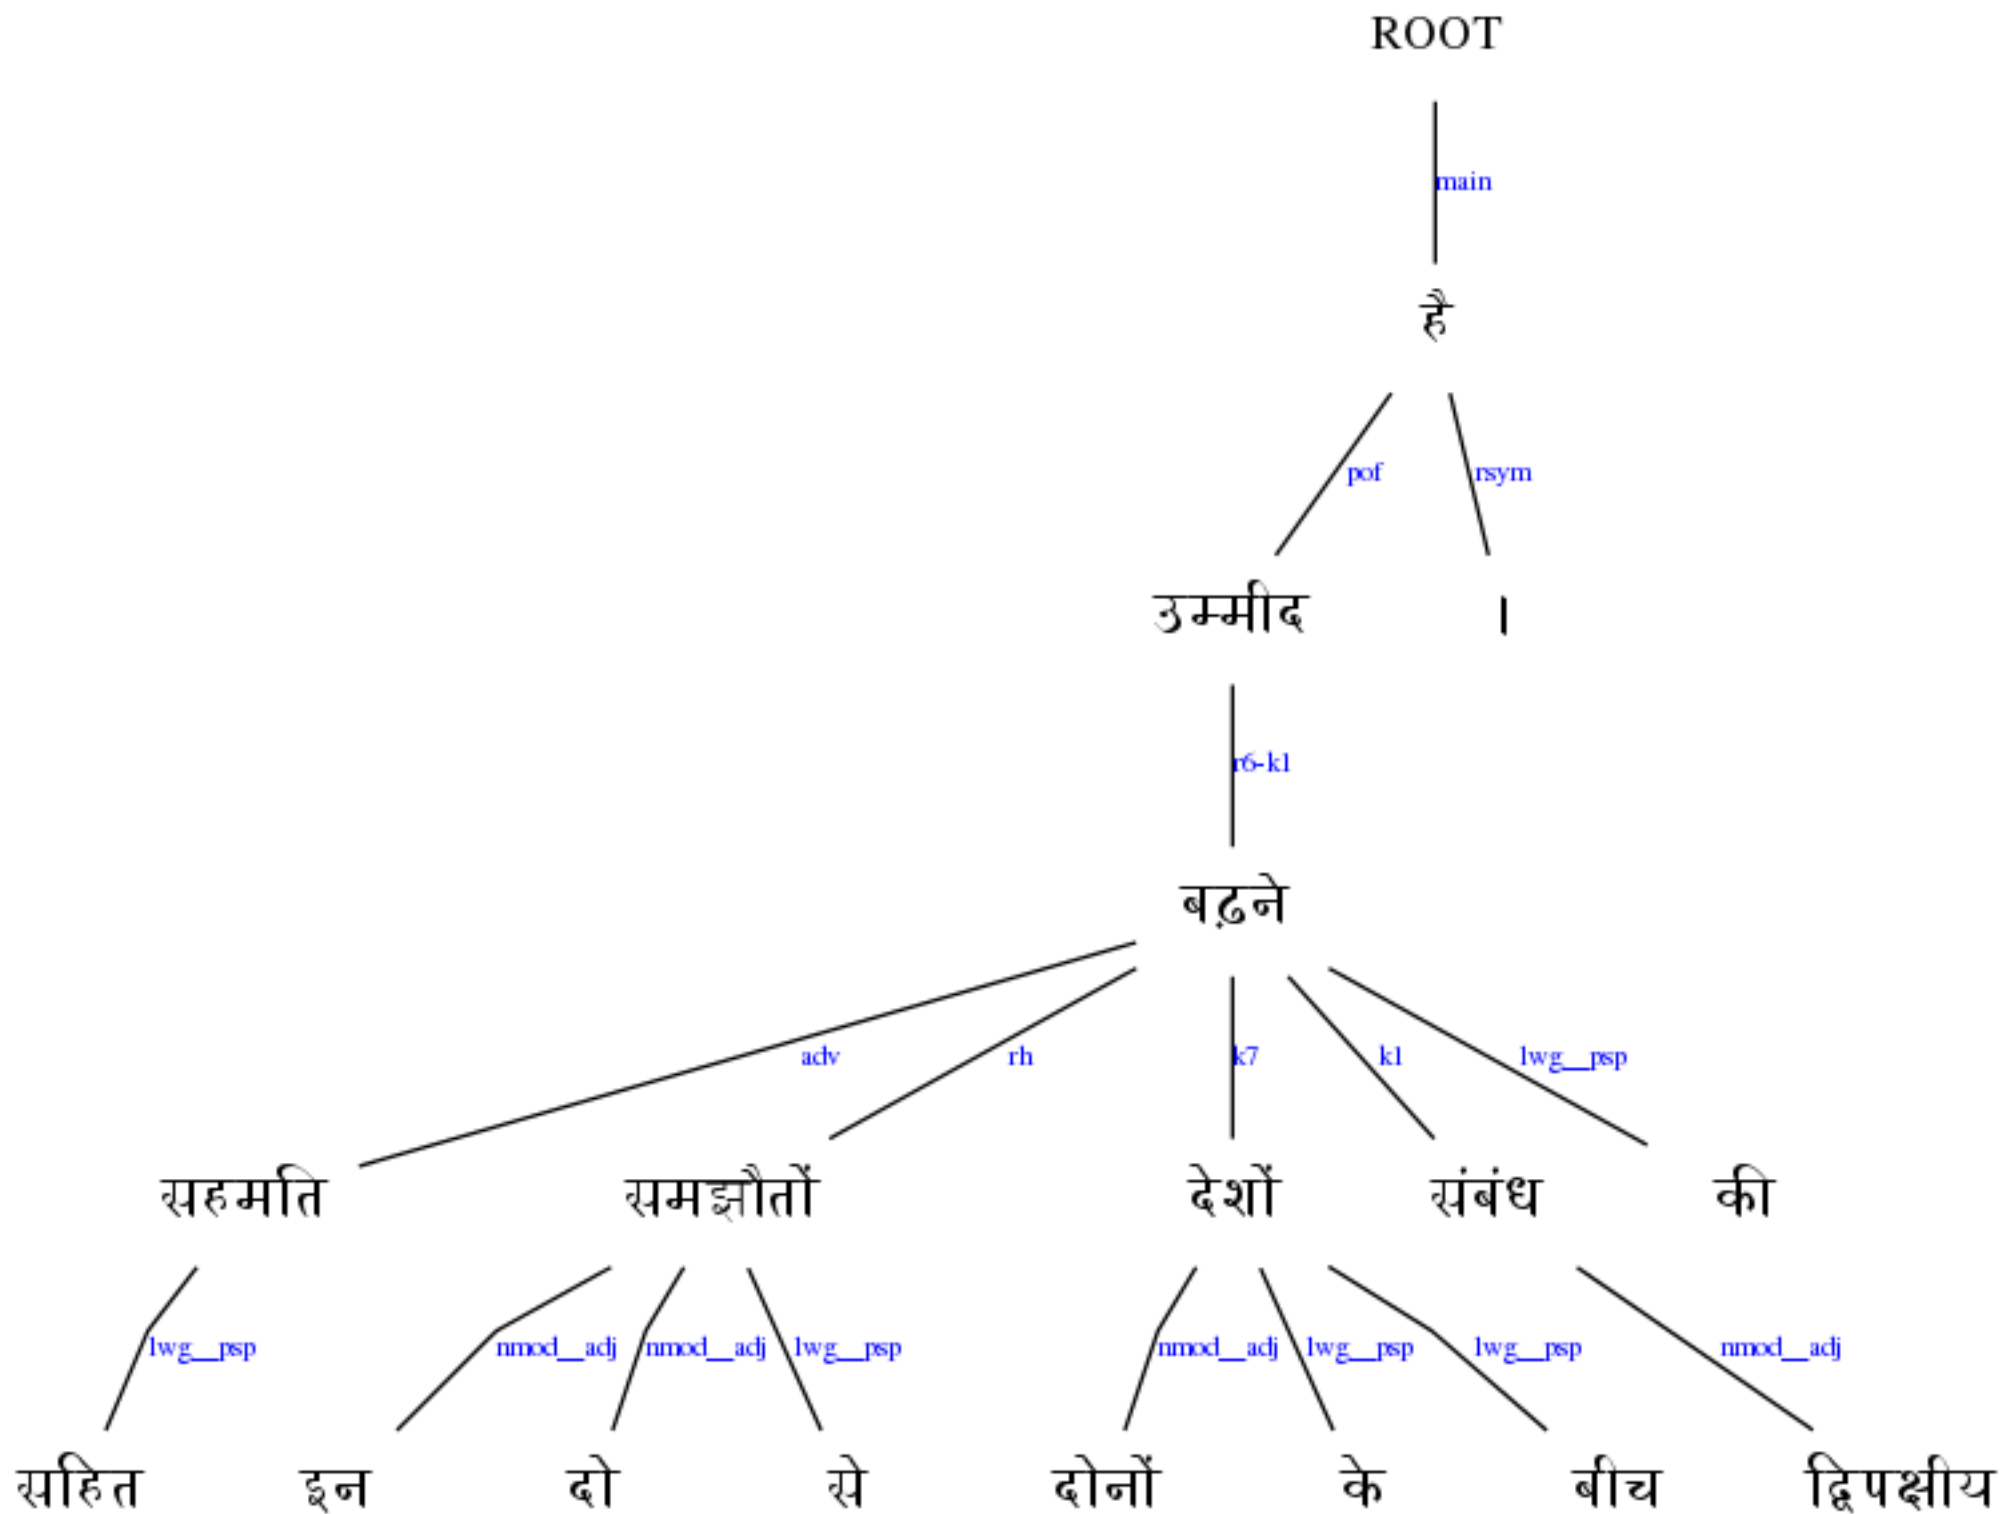 ROOT
main
है
pof rsym
उम्मीद ।
r6-k1
बढ़ने
adv rh k7 k1 lwg__psp
सहमति समझौतों देशों संबंध की
lwg__psp nmod__adj nmod__adj lwg__psp nmod__adj lwg__psp lwg__psp nmod__adj
सहित इन दो से दोनों के बीच द्विपक्षीय